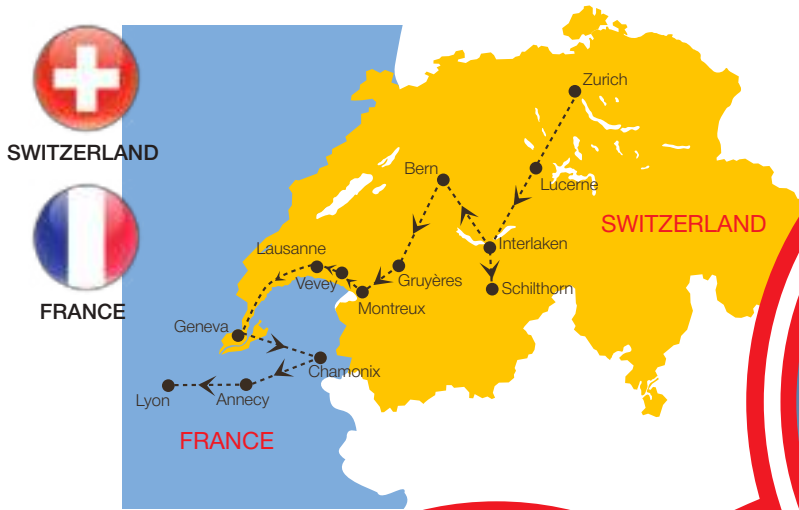 SWITZERLAND
FRANCE
Zurich
Lucerne
Bern
Interlaken
SWITZERLAND
Schilthorn
Lausanne
Vevey
Gruyères
Montreux
Geneva
Chamonix
Lyon
Annecy
FRANCE